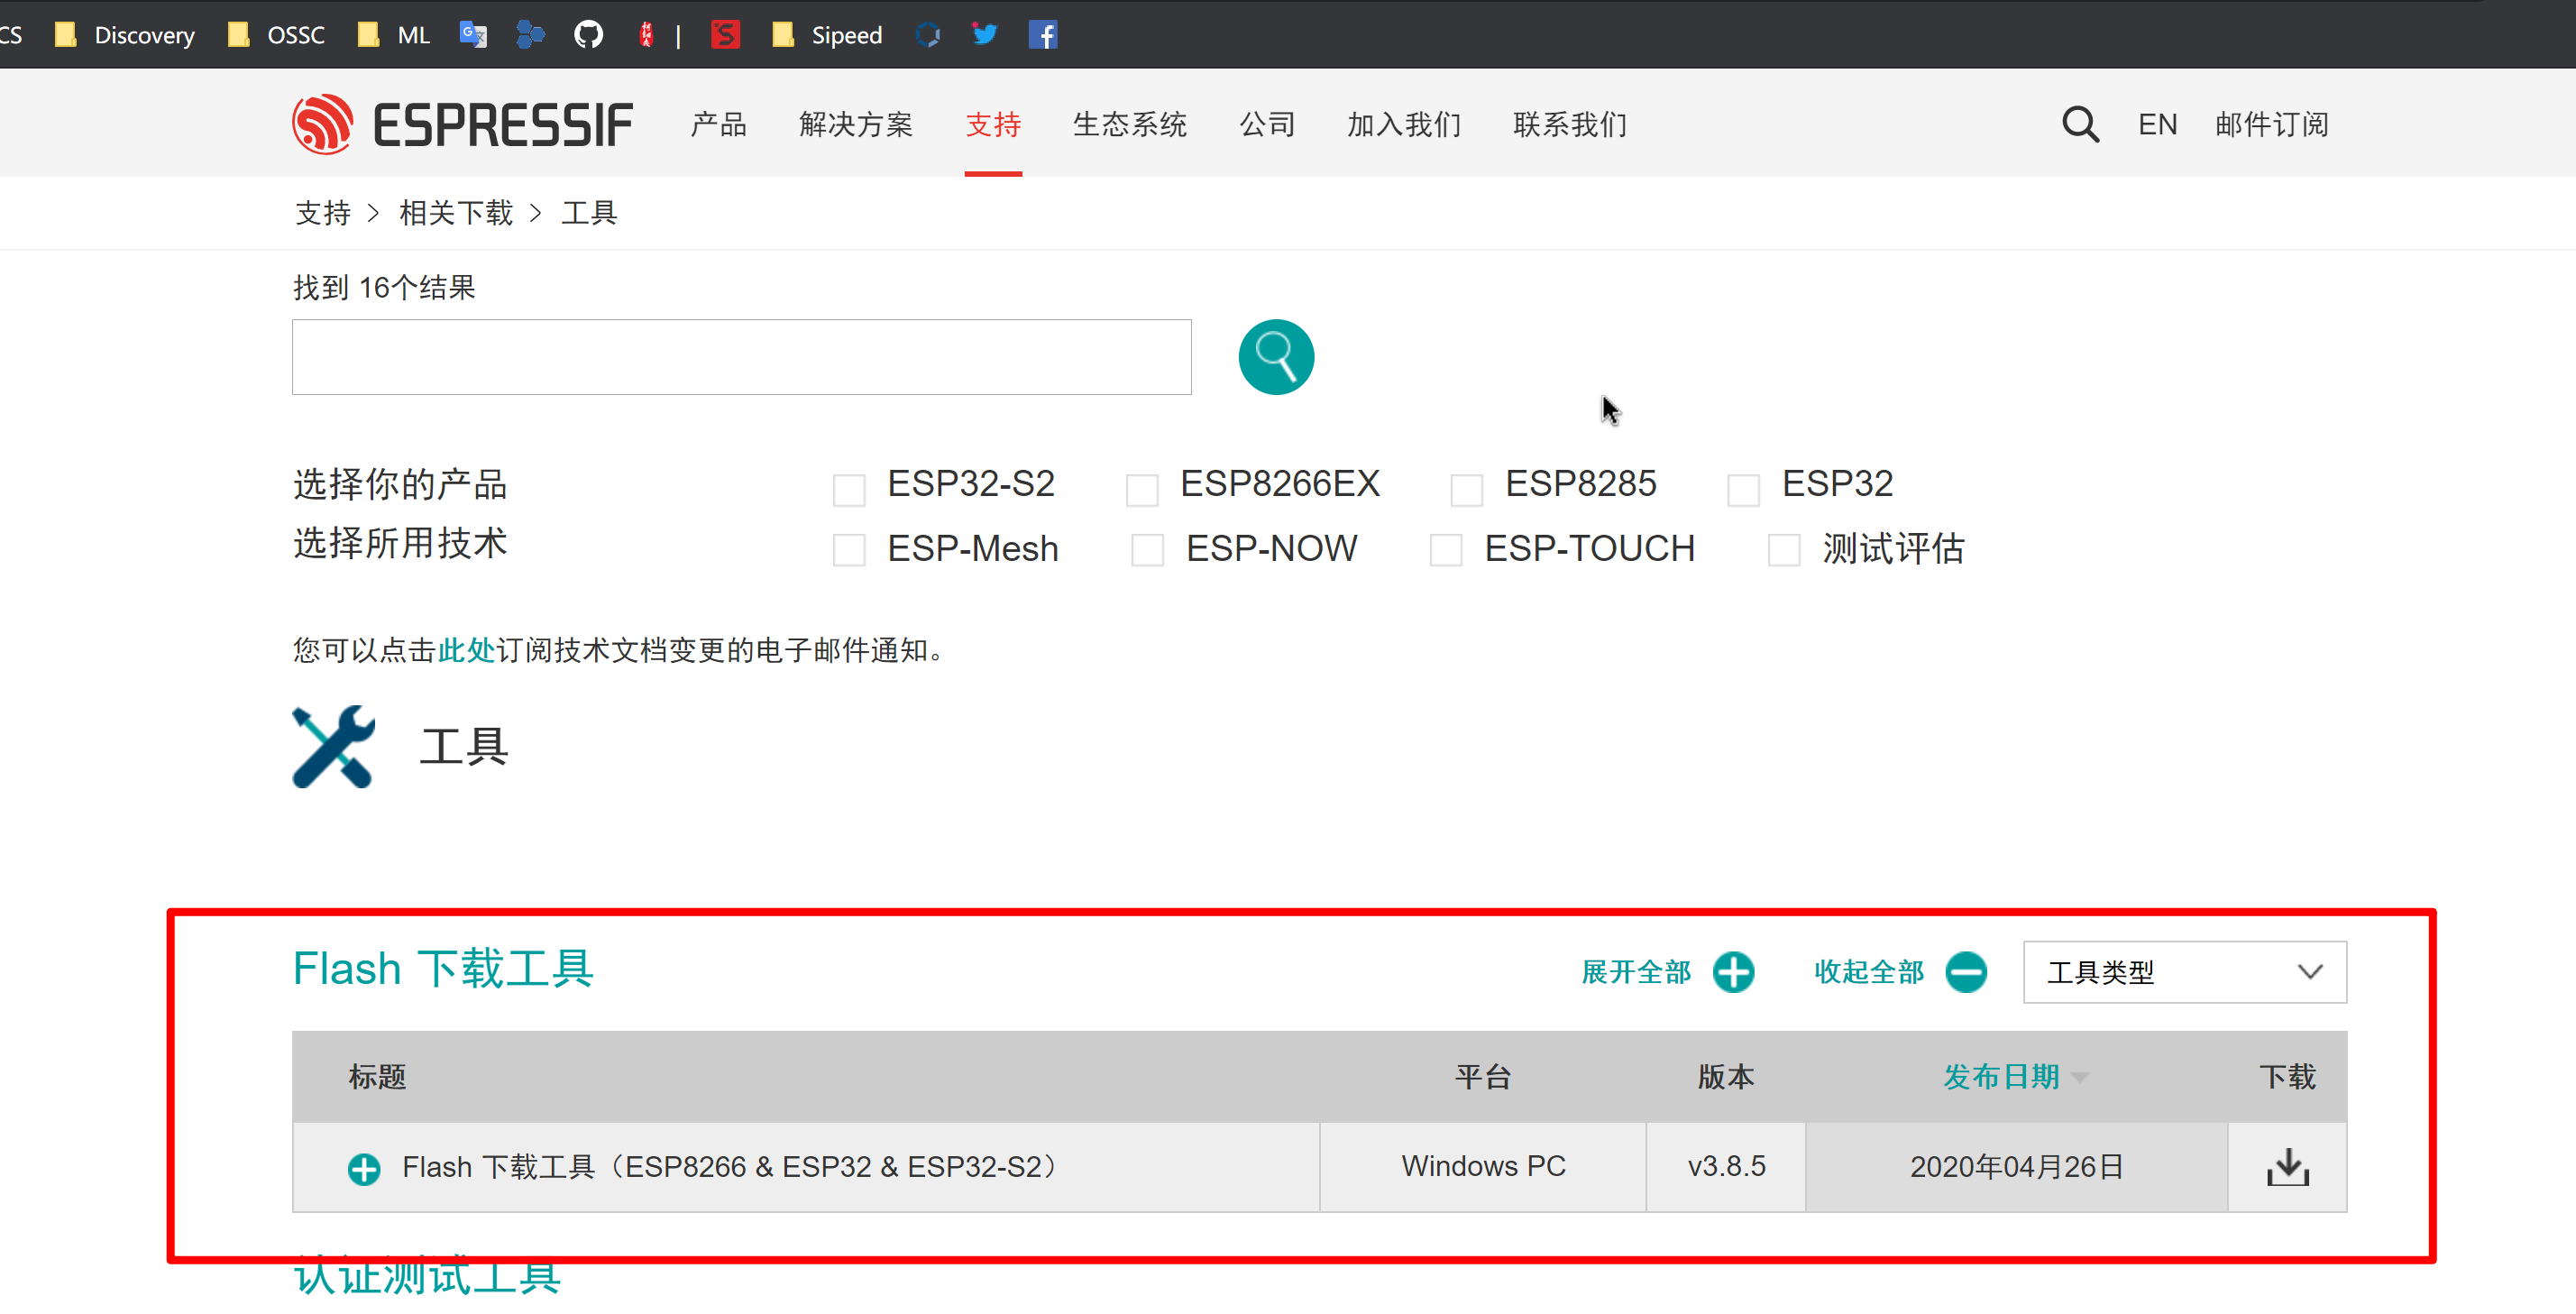 CS Discovery OSSC ML | Sipeed
ESPRESSIF 产品 解决方案 支持 生态系统 公司 加入我们 联系我们 EN 邮件订阅
支持 > 相关下载 > 工具
找到 16个结果
选择你的产品 ESP32-S2 ESP8266EX ESP8285 ESP32
选择所用技术 ESP-Mesh ESP-NOW ESP-TOUCH 测试评估
您可以点击此处订阅技术文档变更的电子邮件通知。
工具
Flash 下载工具 展开全部 收起全部 工具类型
标题 平台 版本 发布日期 下载
Flash 下载工具（ESP8266 & ESP32 & ESP32-S2） Windows PC v3.8.5 2020年04月26日
认证测试工具